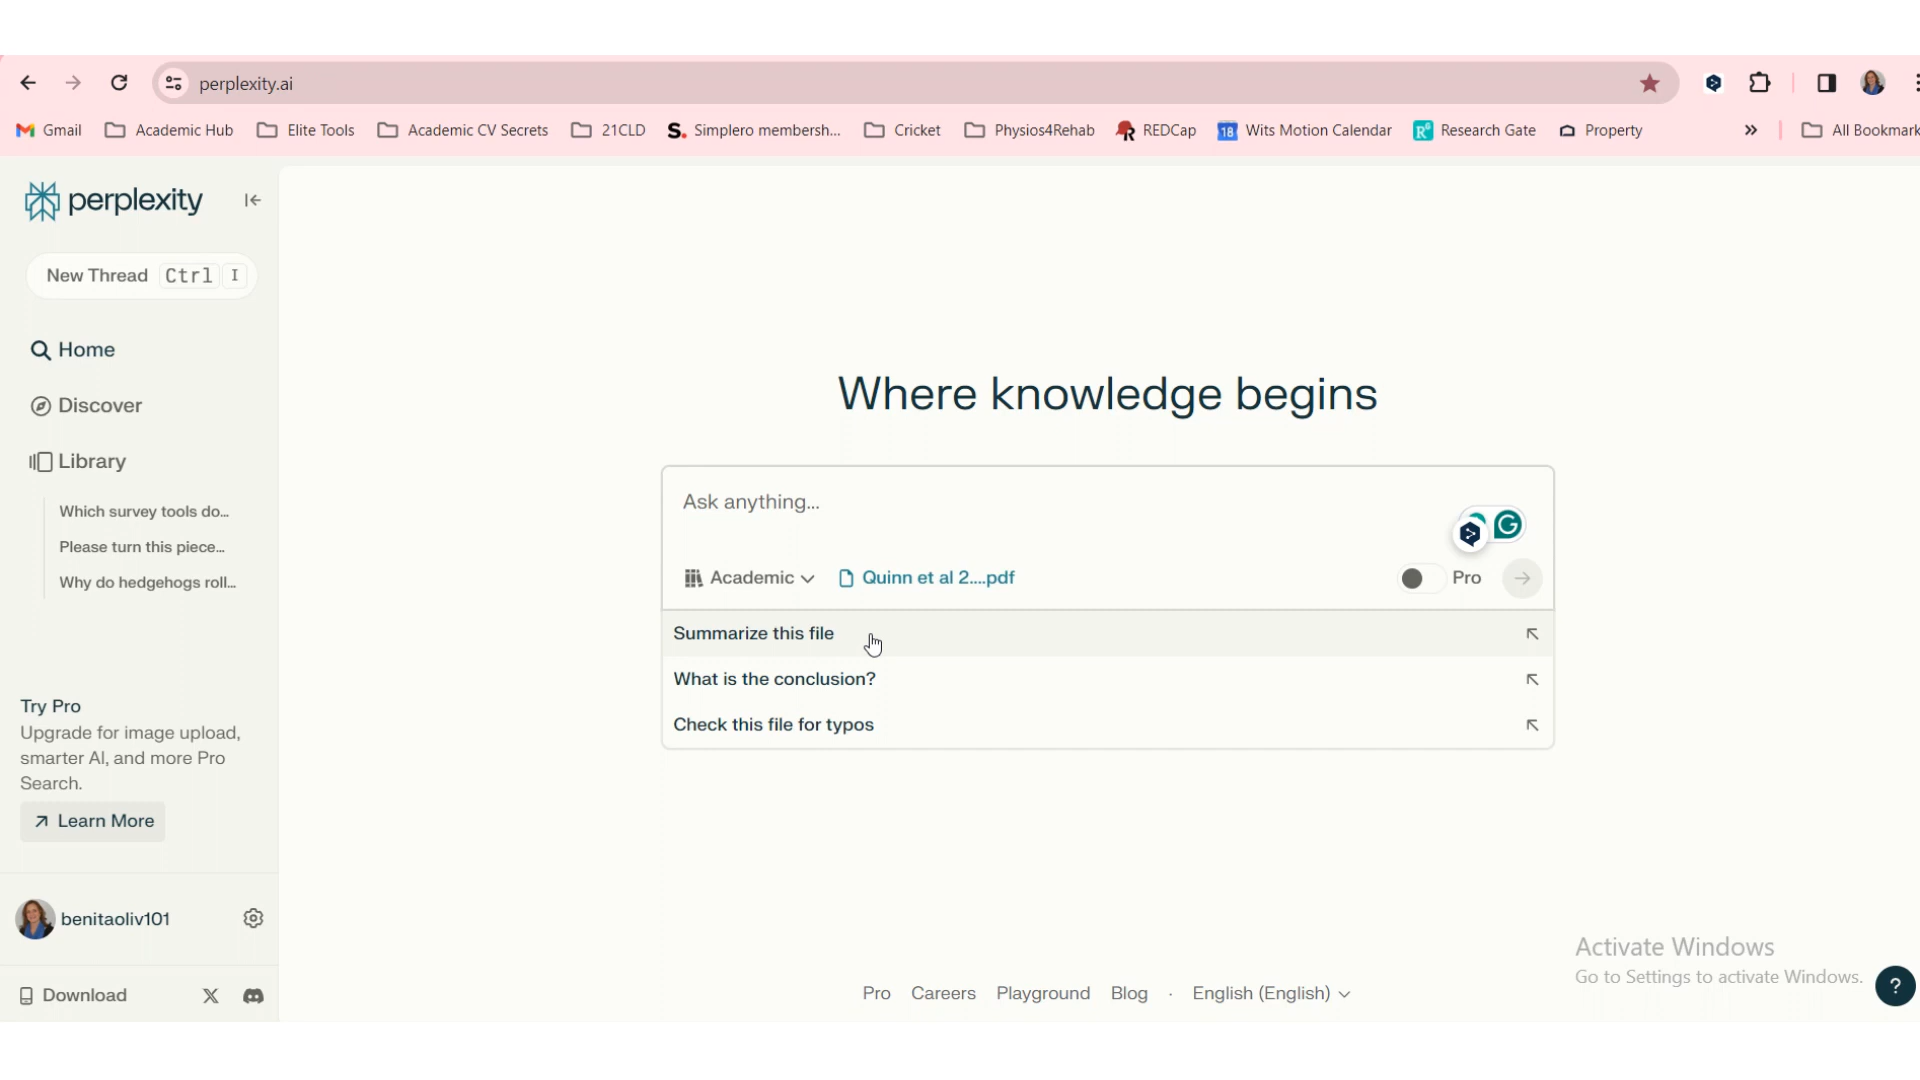 perplexity.ai
Gmail Academic Hub Elite Tools Academic CV Secrets 21CLD S. Simplero membersh... Cricket Physios4Rehab REDCap 18 Wits Motion Calendar Research Gate Property » All Bookmark
perplexity
New Thread Ctrl I
Home
Discover
Library
Which survey tools do...
Please turn this piece...
Why do hedgehogs roll...
Try Pro
Upgrade for image upload,
smarter AI, and more Pro
Search.
Learn More
benitaoliv101
Download
Where knowledge begins
Ask anything...
Academic Quinn et al 2....pdf Pro
Summarize this file
What is the conclusion?
Check this file for typos
Pro Careers Playground Blog · English (English)
Activate Windows
Go to Settings to activate Windows.
?